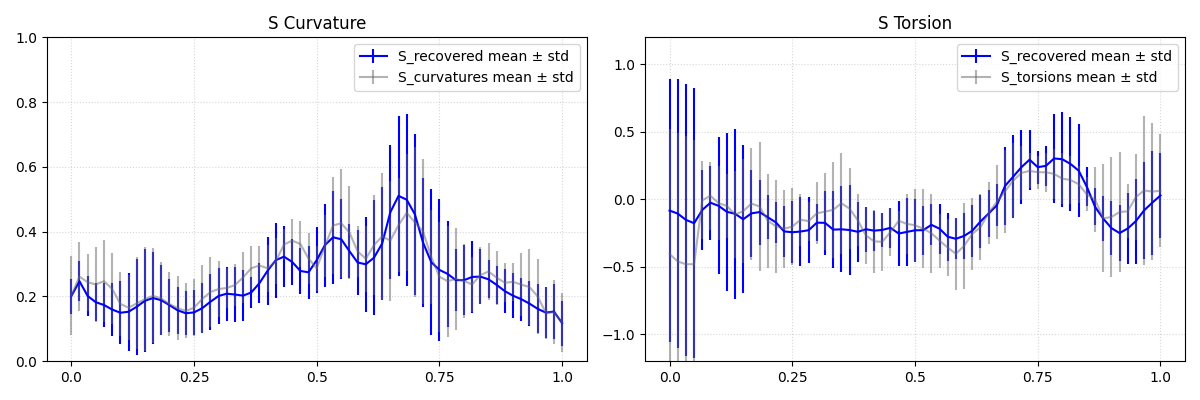 S Curvature
S_recovered mean ± std
S_curvatures mean ± std
1.0
0.8
0.6
0.4
0.2
0.0
0.0 0.25 0.5 0.75 1.0
S Torsion
S_recovered mean ± std
S_torsions mean ± std
1.0
0.5
0.0
−0.5
−1.0
0.0 0.25 0.5 0.75 1.0